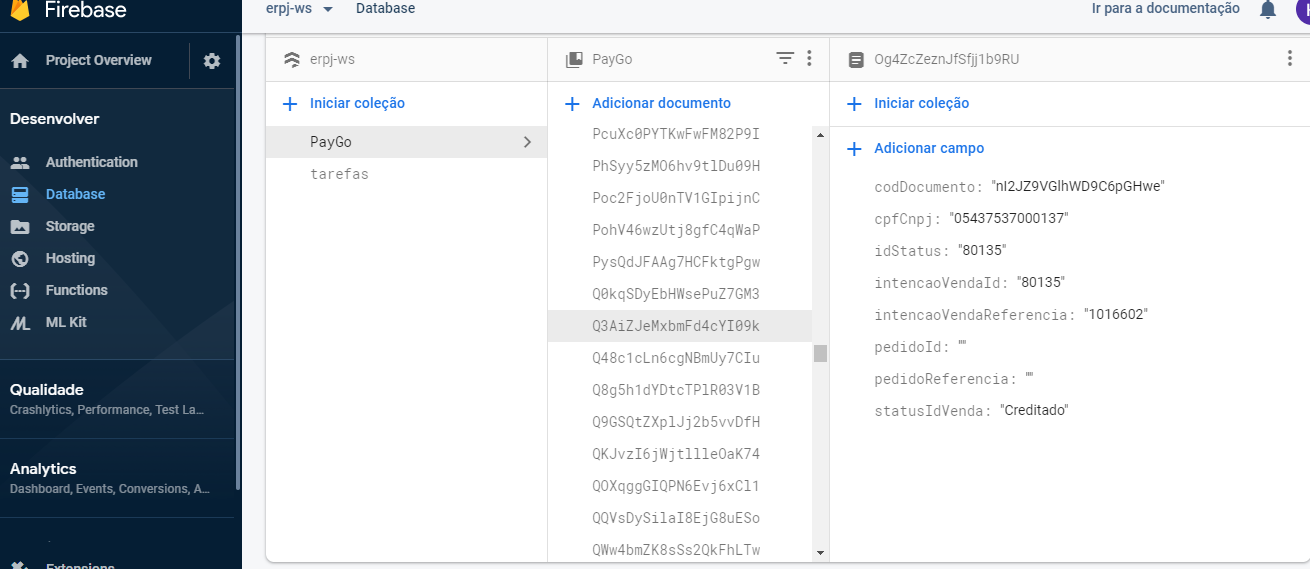 Firebase
erpj-ws
Database
Ir para a documentação
Project Overview
Desenvolver
Authentication
Database
Storage
Hosting
Functions
ML Kit
Qualidade
Crashlytics, Performance, Test La...
Analytics
Dashboard, Events, Conversions, A...
Extensions
erpj-ws
Iniciar coleção
PayGo
tarefas
PayGo
Adicionar documento
PcuXc0PYTKwFwFM82P9I
PhSyy5zMO6hv9tlDu09H
Poc2FjoU0nTV1GIpijnC
PohV46wzUtj8gfC4qWaP
PysQdJFAAg7HCFktgPgw
Q0kqSDyEbHWsePuZ7GM3
Q3AiZJeMxbmFd4cYI09k
Q48c1cLn6cgNBmUy7CIu
Q8g5h1dYDtcTPlR03V1B
Q9GSQtZXplJj2b5vvDfH
QKJvzI6jWjtllleOaK74
QOXqggGIQPN6Evj6xCl1
QQVsDySilaI8EjG8uESo
QWw4bmZK8sSs2QkFhLTw
Og4ZcZeznJfSfjj1b9RU
Iniciar coleção
Adicionar campo
codDocumento: "nI2JZ9VGlhWD9C6pGHwe"
cpfCnpj: "05437537000137"
idStatus: "80135"
intencaoVendaId: "80135"
intencaoVendaReferencia: "1016602"
pedidoId: ""
pedidoReferencia: ""
statusIdVenda: "Creditado"